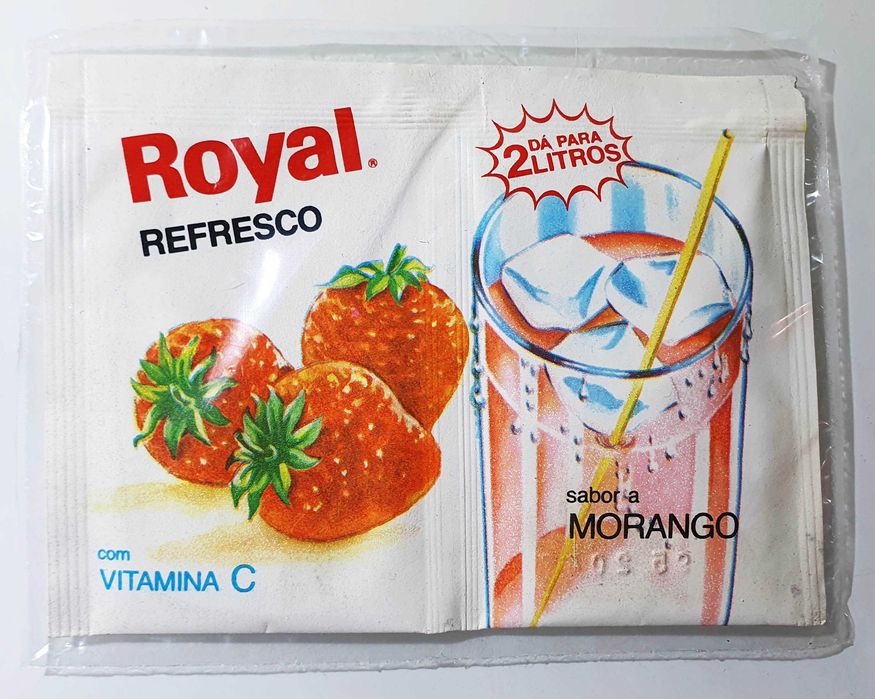 Royal®
REFRESCO
DÁ PARA
2 LITROS
sabor a
MORANGO
com
VITAMINA C